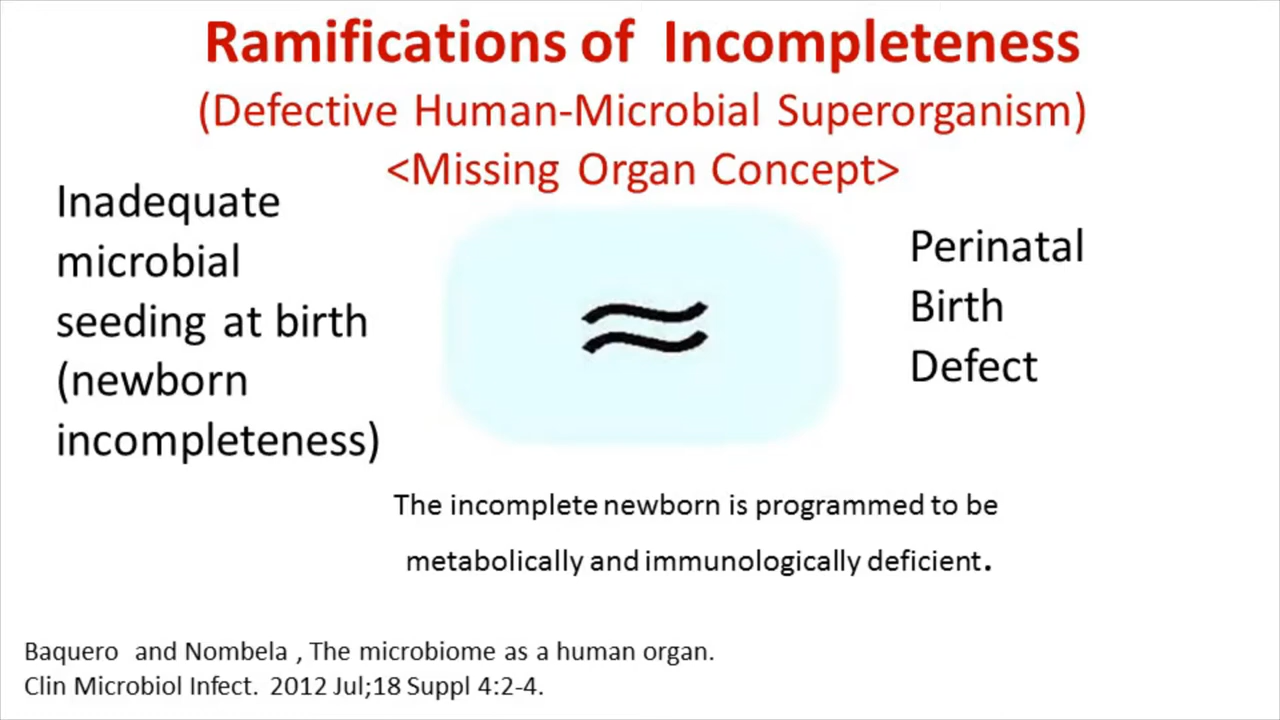 Ramifications of Incompleteness
(Defective Human-Microbial Superorganism)
<Missing Organ Concept>
Inadequate
microbial
seeding at birth
(newborn
incompleteness)
≈
Perinatal
Birth
Defect
The incomplete newborn is programmed to be
metabolically and immunologically deficient.
Baquero and Nombela , The microbiome as a human organ.
Clin Microbiol Infect. 2012 Jul;18 Suppl 4:2-4.